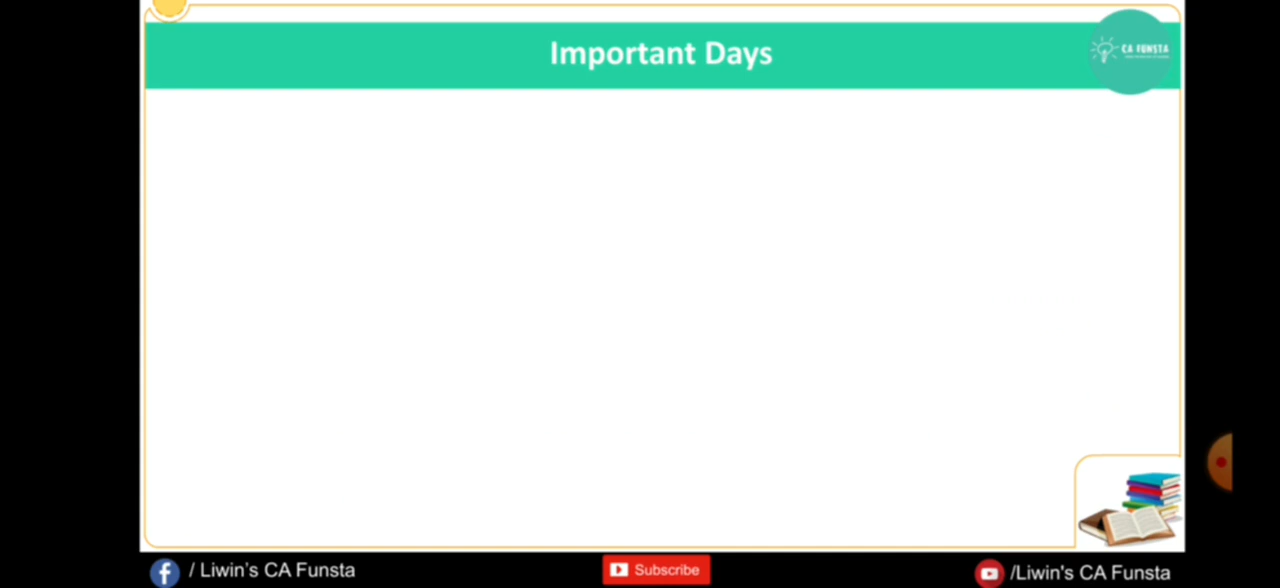 Important Days
CA FUNSTA
/ Liwin's CA Funsta
Subscribe
/Liwin's CA Funsta